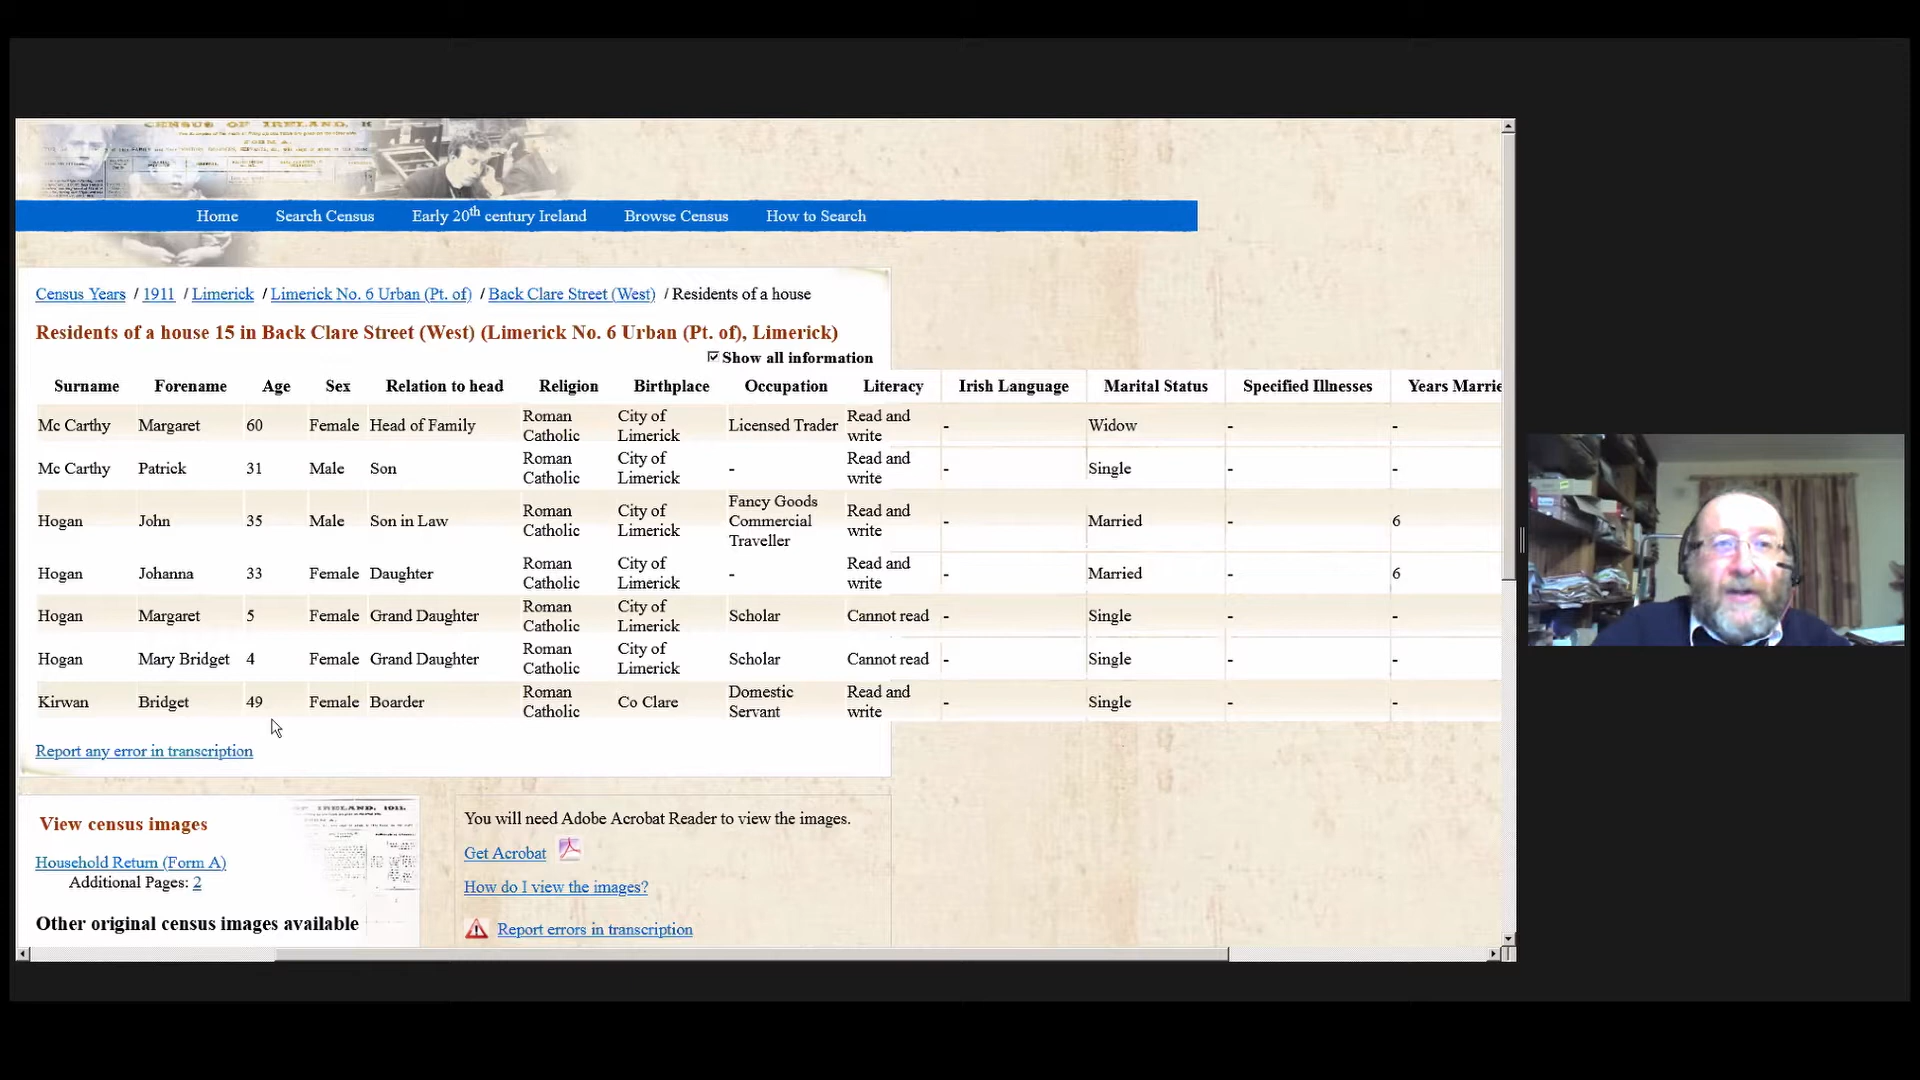 CENSUS OF IRELAND,
FORM A.
Home Search Census Early 20th century Ireland Browse Census How to Search
Census Years / 1911 / Limerick / Limerick No. 6 Urban (Pt. of) / Back Clare Street (West) / Residents of a house
Residents of a house 15 in Back Clare Street (West) (Limerick No. 6 Urban (Pt. of), Limerick)
Show all information
Surname Forename Age Sex Relation to head Religion Birthplace Occupation Literacy Irish Language Marital Status Specified Illnesses Years Marrie
Mc Carthy Margaret 60 Female Head of Family Roman Catholic City of Limerick Licensed Trader Read and write - Widow - -
Mc Carthy Patrick 31 Male Son Roman Catholic City of Limerick - Read and write - Single - -
Hogan John 35 Male Son in Law Roman Catholic City of Limerick Fancy Goods Commercial Traveller Read and write - Married - 6
Hogan Johanna 33 Female Daughter Roman Catholic City of Limerick - Read and write - Married - 6
Hogan Margaret 5 Female Grand Daughter Roman Catholic City of Limerick Scholar Cannot read - Single - -
Hogan Mary Bridget 4 Female Grand Daughter Roman Catholic City of Limerick Scholar Cannot read - Single - -
Kirwan Bridget 49 Female Boarder Roman Catholic Co Clare Domestic Servant Read and write - Single - -
Report any error in transcription
View census images
IRELAND, 1911.
Household Return (Form A)
Additional Pages: 2
Other original census images available
You will need Adobe Acrobat Reader to view the images.
Get Acrobat
How do I view the images?
Report errors in transcription